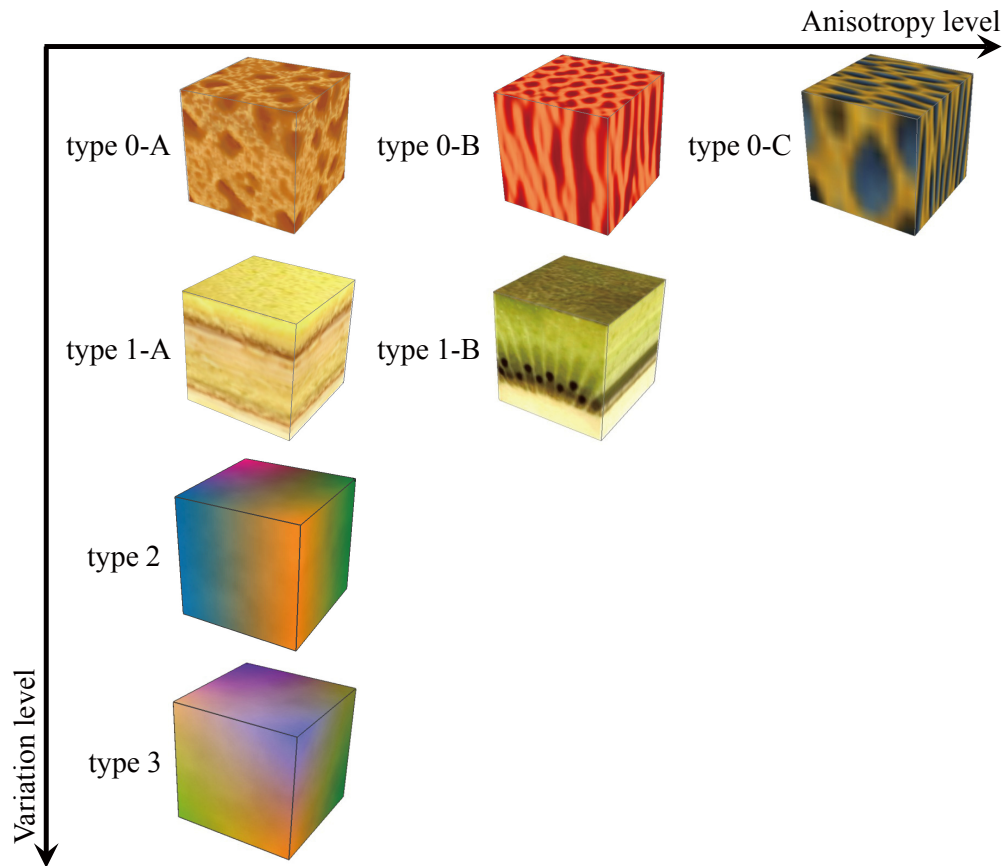 Anisotropy level
type 0-A
type 0-B
type 0-C
type 1-A
type 1-B
type 2
type 3
Variation level